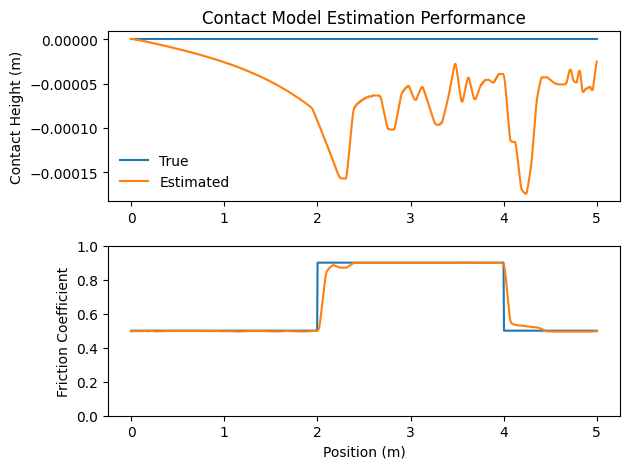 Contact Model Estimation Performance
Contact Height (m)
0.00000
−0.00005
−0.00010
−0.00015
True
Estimated
0 1 2 3 4 5
Friction Coefficient
1.0
0.8
0.6
0.4
0.2
0.0
0 1 2 3 4 5
Position (m)